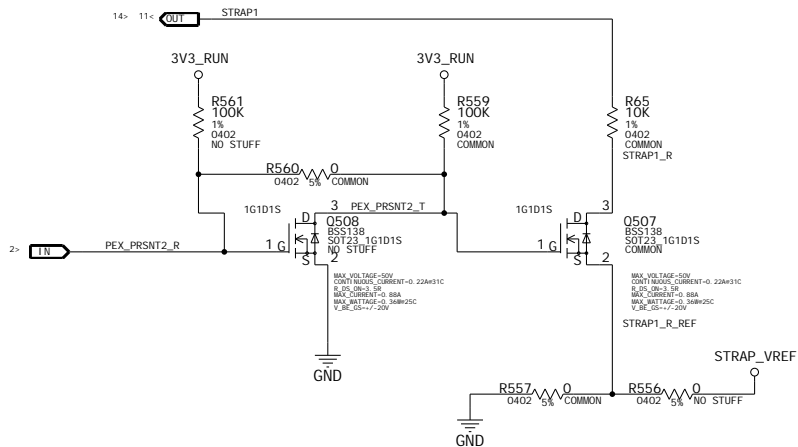 14> 11< OUT STRAP1
3V3_RUN
R561
100K
1%
0402
NO STUFF
3V3_RUN
R559
100K
1%
0402
COMMON
R65
10K
1%
0402
COMMON
STRAP1_R
R560 0
0402 5% COMMON
1G1D1S
D 3 PEX_PRSNT2_T
Q508
BSS138
SOT23_1G1D1S
NO STUFF
1 G
S 2
MAX_VOLTAGE=50V
CONTINUOUS_CURRENT=0.22A#31C
R_DS_ON=3.5R
MAX_CURRENT=0.88A
MAX_WATTAGE=0.36W#25C
V_BE_GS=+/-20V
2> IN PEX_PRSNT2_R
GND
1G1D1S
D 3
Q507
BSS138
SOT23_1G1D1S
COMMON
1 G
S 2
MAX_VOLTAGE=50V
CONTINUOUS_CURRENT=0.22A#31C
R_DS_ON=3.5R
MAX_CURRENT=0.88A
MAX_WATTAGE=0.36W#25C
V_BE_GS=+/-20V
STRAP1_R_REF
STRAP_VREF
R557 0
0402 5% COMMON
R556 0
0402 5% NO STUFF
GND